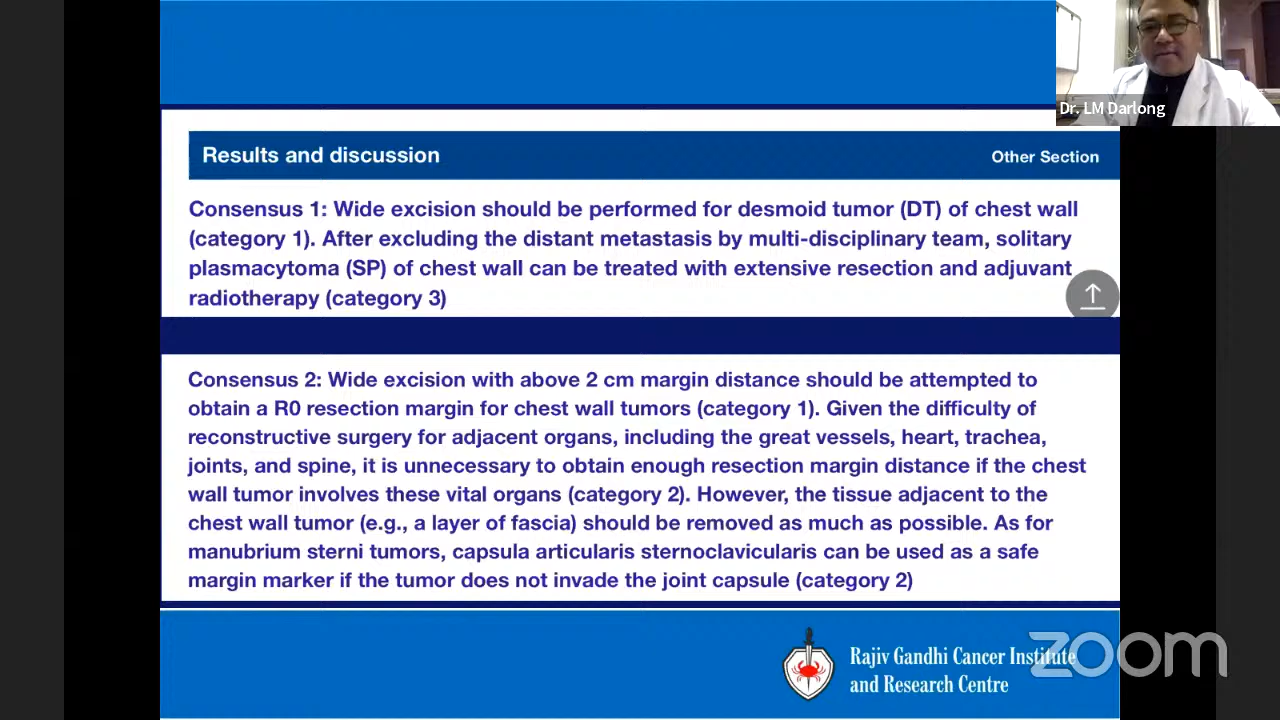 Dr. LM Darlong
Results and discussion
Other Section
Consensus 1: Wide excision should be performed for desmoid tumor (DT) of chest wall
(category 1). After excluding the distant metastasis by multi-disciplinary team, solitary
plasmacytoma (SP) of chest wall can be treated with extensive resection and adjuvant
radiotherapy (category 3)
Consensus 2: Wide excision with above 2 cm margin distance should be attempted to
obtain a R0 resection margin for chest wall tumors (category 1). Given the difficulty of
reconstructive surgery for adjacent organs, including the great vessels, heart, trachea,
joints, and spine, it is unnecessary to obtain enough resection margin distance if the chest
wall tumor involves these vital organs (category 2). However, the tissue adjacent to the
chest wall tumor (e.g., a layer of fascia) should be removed as much as possible. As for
manubrium sterni tumors, capsula articularis sternoclavicularis can be used as a safe
margin marker if the tumor does not invade the joint capsule (category 2)
Rajiv Gandhi Cancer Institute
and Research Centre
zoom